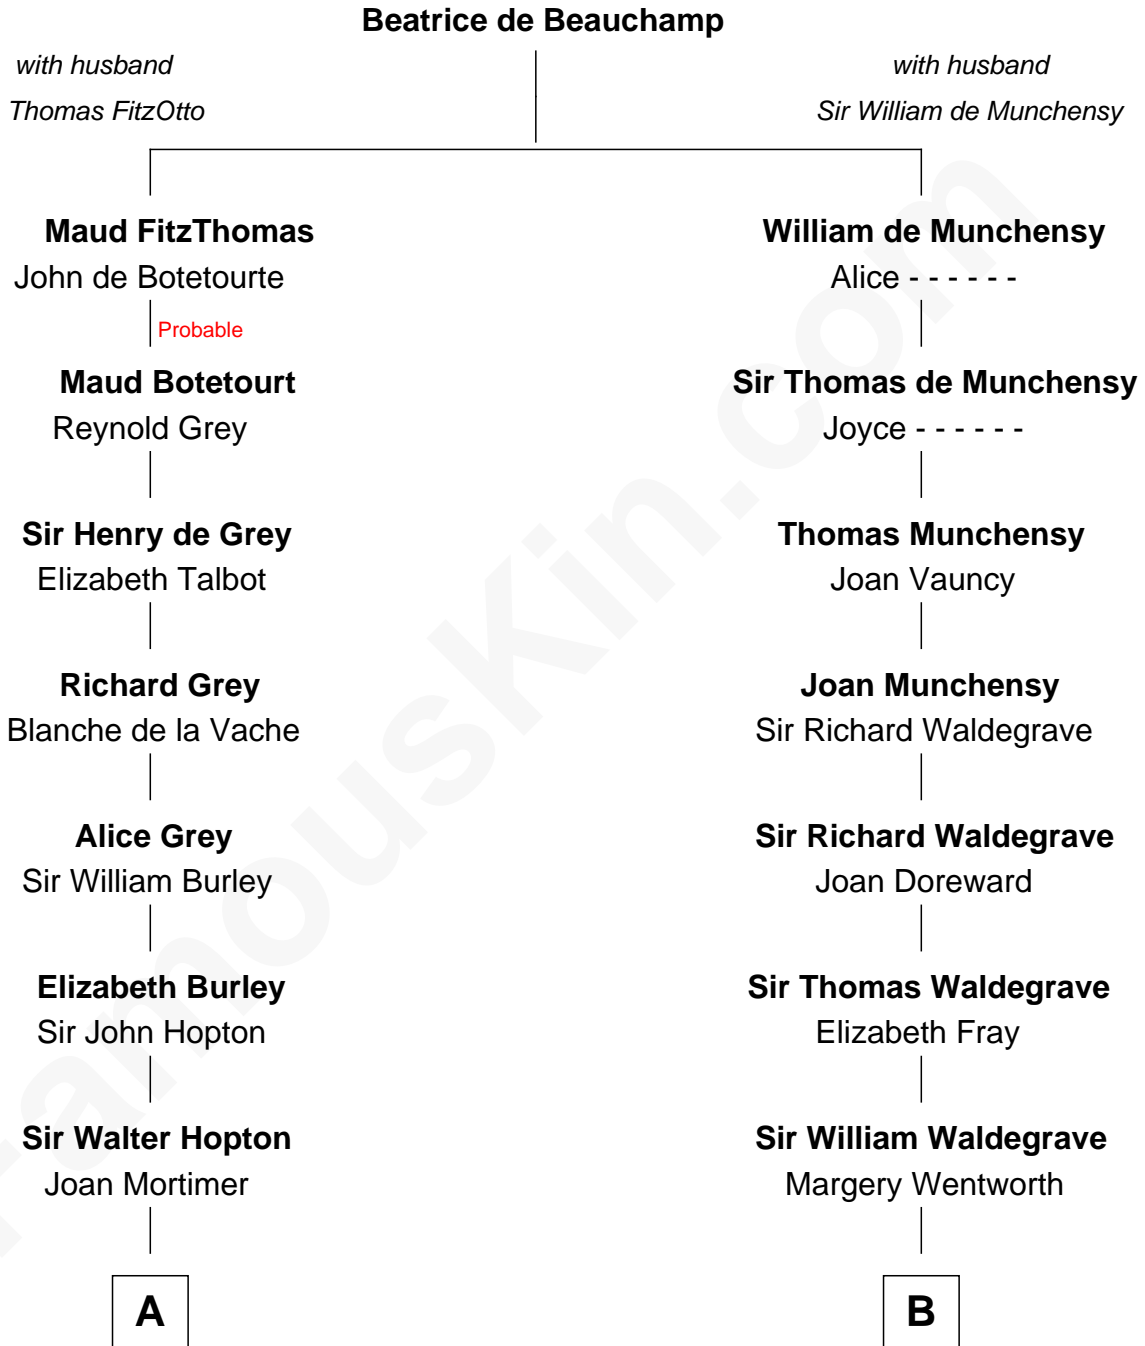 Beatrice de Beauchamp
with husband
Thomas FitzOtto
with husband
Sir William de Munchensy
Maud FitzThomas
John de Botetourte
Probable
Maud Botetourt
Reynold Grey
Sir Henry de Grey
Elizabeth Talbot
Richard Grey
Blanche de la Vache
Alice Grey
Sir William Burley
Elizabeth Burley
Sir John Hopton
Sir Walter Hopton
Joan Mortimer
A
William de Munchensy
Alice - - - - - -
Sir Thomas de Munchensy
Joyce - - - - - -
Thomas Munchensy
Joan Vauncy
Joan Munchensy
Sir Richard Waldegrave
Sir Richard Waldegrave
Joan Doreward
Sir Thomas Waldegrave
Elizabeth Fray
Sir William Waldegrave
Margery Wentworth
B
FamousKin.com